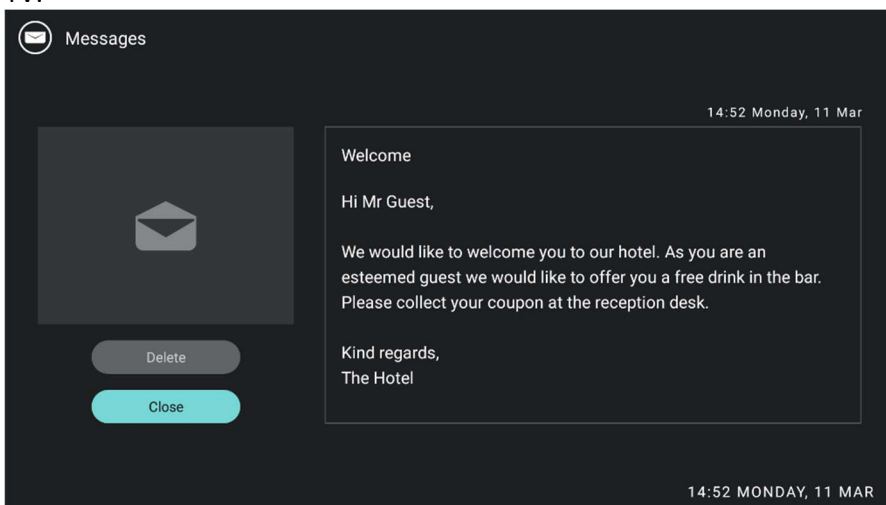 Messages
14:52 Monday, 11 Mar
Welcome
Hi Mr Guest,
We would like to welcome you to our hotel. As you are an
esteemed guest we would like to offer you a free drink in the bar.
Please collect your coupon at the reception desk.
Kind regards,
The Hotel
Delete
Close
14:52 MONDAY, 11 MAR